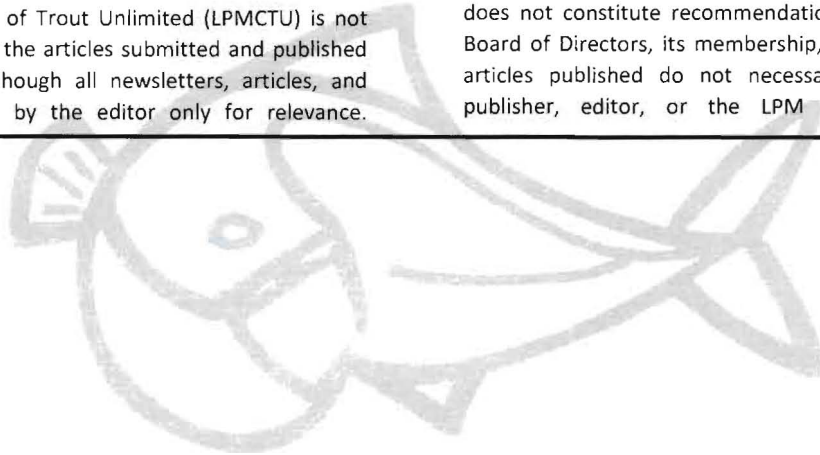 of Trout Unlimited (LPMCTU) is not
the articles submitted and published
hough all newsletters, articles, and
by the editor only for relevance.
does not constitute recommendatio
Board of Directors, its membership,
articles published do not necessa
publisher, editor, or the LPM